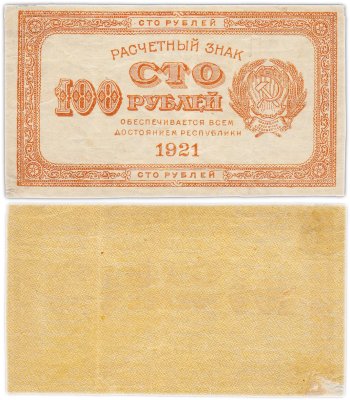 СТО РУБЛЕЙ
РАСЧЕТНЫЙ ЗНАК
СТО
100 РУБЛЕЙ
ОБЕСПЕЧИВАЕТСЯ ВСЕМ
ДОСТОЯНИЕМ РЕСПУБЛИКИ
1921
СТО РУБЛЕЙ